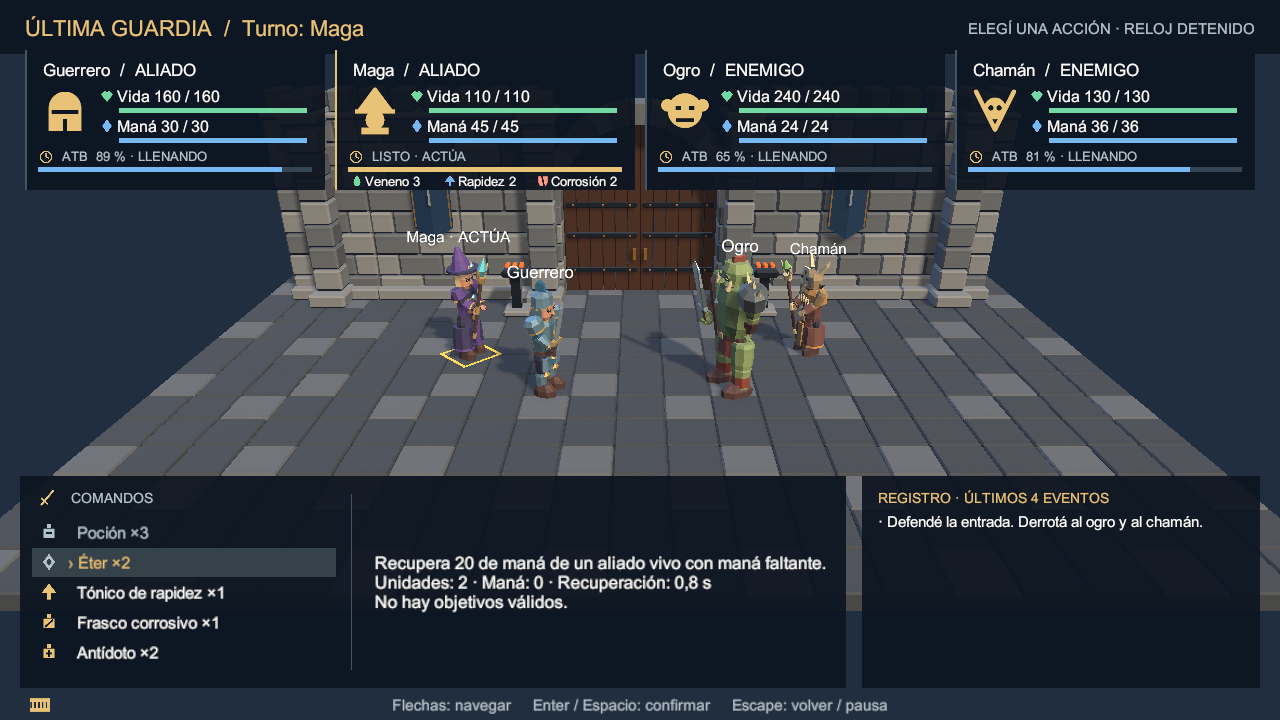 ÚLTIMA GUARDIA / Turno: Maga
ELEGÍ UNA ACCIÓN · RELOJ DETENIDO
Guerrero / ALIADO
Vida 160 / 160
Maná 30 / 30
ATB 89 % · LLENANDO
Maga / ALIADO
Vida 110 / 110
Maná 45 / 45
LISTO · ACTÚA
Veneno 3 Rapidez 2 Corrosión 2
Ogro / ENEMIGO
Vida 240 / 240
Maná 24 / 24
ATB 65 % · LLENANDO
Chamán / ENEMIGO
Vida 130 / 130
Maná 36 / 36
ATB 81 % · LLENANDO
Maga · ACTÚA
Guerrero
Ogro
Chamán
COMANDOS
Poción ×3
› Éter ×2
Tónico de rapidez ×1
Frasco corrosivo ×1
Antídoto ×2
Recupera 20 de maná de un aliado vivo con maná faltante.
Unidades: 2 · Maná: 0 · Recuperación: 0,8 s
No hay objetivos válidos.
REGISTRO · ÚLTIMOS 4 EVENTOS
· Defendé la entrada. Derrotá al ogro y al chamán.
Flechas: navegar Enter / Espacio: confirmar Escape: volver / pausa